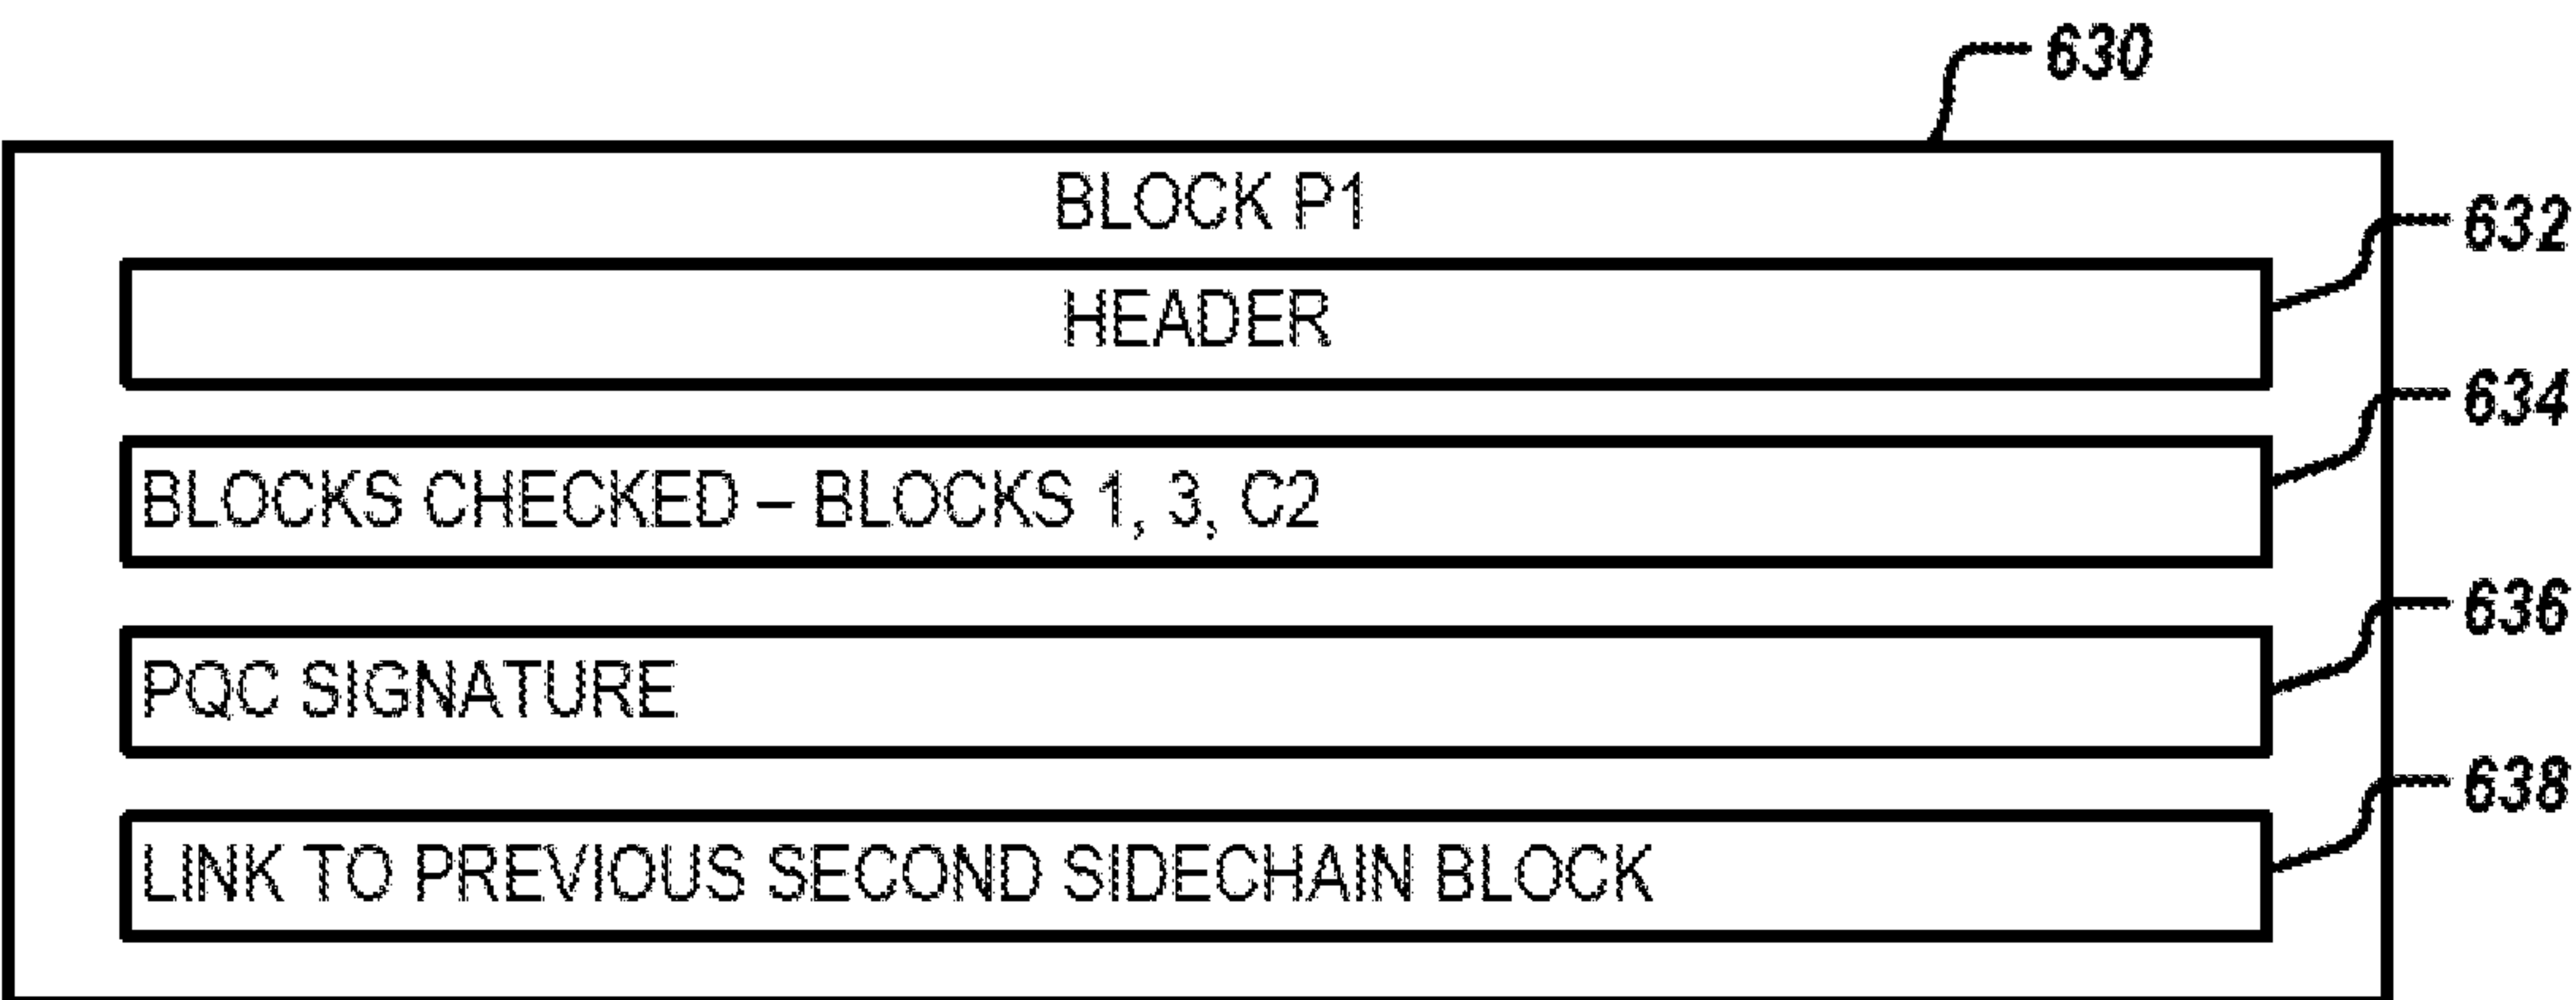 630
BLOCK P1
632
HEADER
634
BLOCKS CHECKED – BLOCKS 1, 3, C2
636
PQC SIGNATURE
638
LINK TO PREVIOUS SECOND SIDECHAIN BLOCK